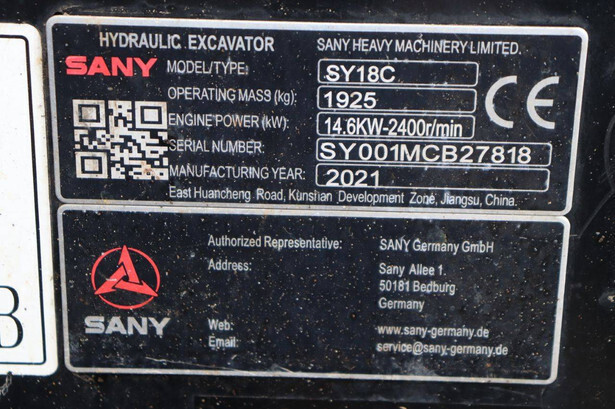 HYDRAULIC EXCAVATOR SANY HEAVY MACHINERY LIMITED.
SANY MODEL/TYPE: SY18C
OPERATING MASS (kg): 1925
ENGINE POWER (kW): 14.6KW-2400r/min
SERIAL NUMBER: SY001MCB27818
MANUFACTURING YEAR: 2021
East Huancheng Road, Kunshan Development Zone, Jiangsu, China.
CE
Authorized Representative: SANY Germany GmbH
Address: Sany Allee 1.
50181 Bedburg
Germany
SANY
Web: www.sany-germany.de
Email: service@sany-germany.de
B